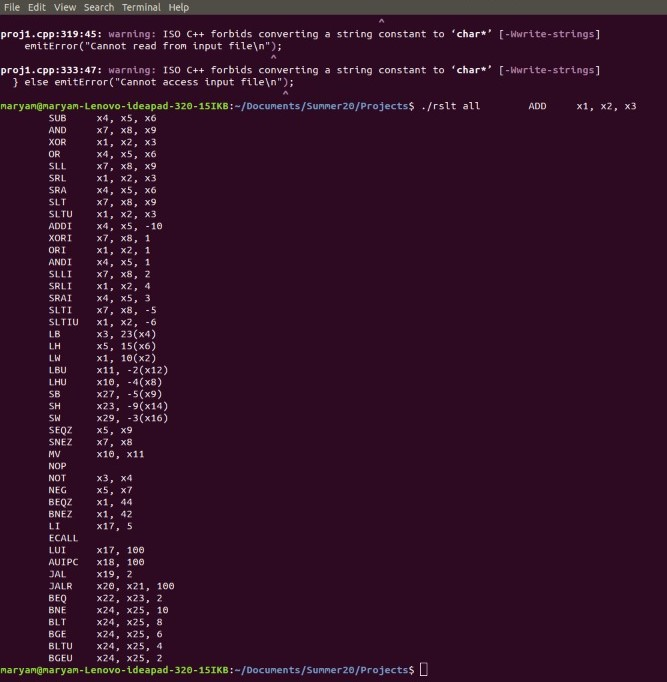 File Edit View Search Terminal Help
^
proj1.cpp:319:45: warning: ISO C++ forbids converting a string constant to ‘char*’ [-Wwrite-strings]
emitError("Cannot read from input file\n");
^
proj1.cpp:333:47: warning: ISO C++ forbids converting a string constant to ‘char*’ [-Wwrite-strings]
} else emitError("Cannot access input file\n");
^
maryam@maryam-Lenovo-ideapad-320-15IKB:~/Documents/Summer20/Projects$ ./rslt all ADD x1, x2, x3
SUB x4, x5, x6
AND x7, x8, x9
XOR x1, x2, x3
OR x4, x5, x6
SLL x7, x8, x9
SRL x1, x2, x3
SRA x4, x5, x6
SLT x7, x8, x9
SLTU x1, x2, x3
ADDI x4, x5, -10
XORI x7, x8, 1
ORI x1, x2, 1
ANDI x4, x5, 1
SLLI x7, x8, 2
SRLI x1, x2, 4
SRAI x4, x5, 3
SLTI x7, x8, -5
SLTIU x1, x2, -6
LB x3, 23(x4)
LH x5, 15(x6)
LW x1, 10(x2)
LBU x11, -2(x12)
LHU x10, -4(x8)
SB x27, -5(x9)
SH x23, -9(x14)
SW x29, -3(x16)
SEQZ x5, x9
SNEZ x7, x8
MV x10, x11
NOP
NOT x3, x4
NEG x5, x7
BEQZ x1, 44
BNEZ x1, 42
LI x17, 5
ECALL
LUI x17, 100
AUIPC x18, 100
JAL x19, 2
JALR x20, x21, 100
BEQ x22, x23, 2
BNE x24, x25, 10
BLT x24, x25, 8
BGE x24, x25, 6
BLTU x24, x25, 4
BGEU x24, x25, 2
maryam@maryam-Lenovo-ideapad-320-15IKB:~/Documents/Summer20/Projects$